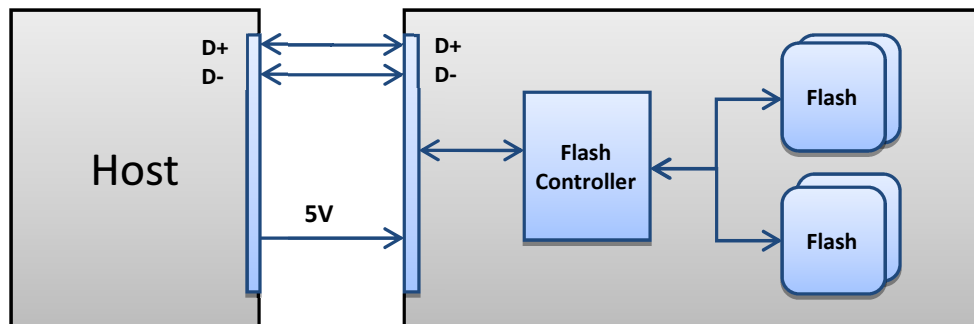 D+
D-
D+
D-
Host
5V
Flash
Controller
Flash
Flash